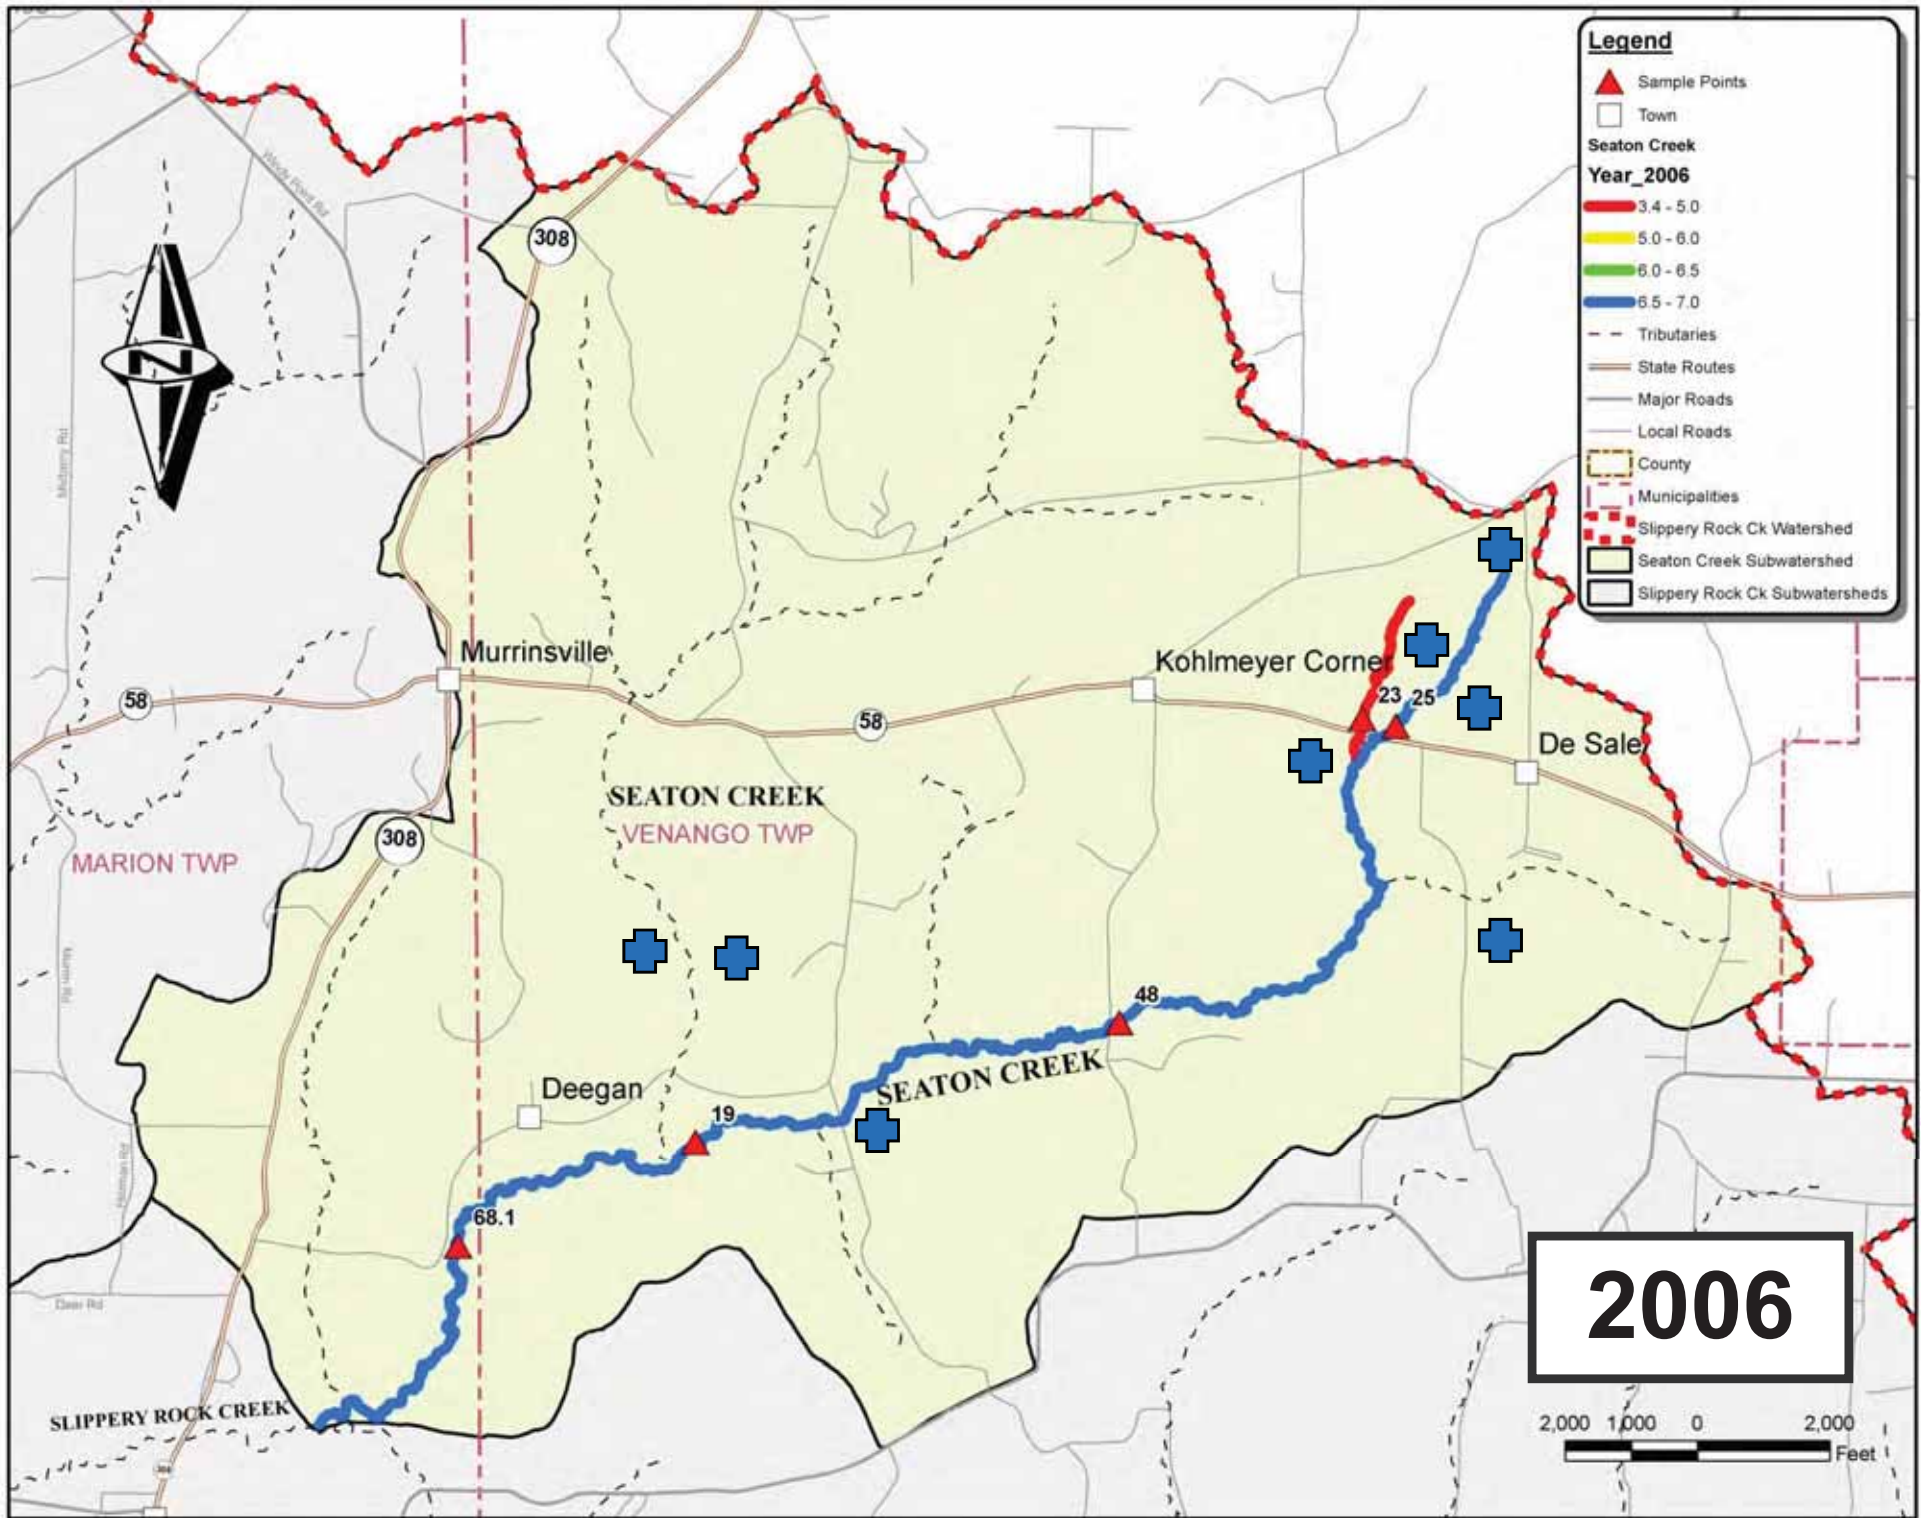 Legend
Sample Points
Town
Seaton Creek
Year_2006
3.4 - 5.0
5.0 - 6.0
6.0 - 6.5
6.5 - 7.0
Tributaries
State Routes
Major Roads
Local Roads
County
Municipalities
Slippery Rock Ck Watershed
Seaton Creek Subwatershed
Slippery Rock Ck Subwatersheds
Windy Point Rd
308
N
Murrinsville
Kohlmeyer Corner
23 25
58
58
De Sale
SEATON CREEK
VENANGO TWP
308
MARION TWP
48
SEATON CREEK
Deegan
19
68.1
2006
SLIPPERY ROCK CREEK
308
2,000 1,000 0 2,000
Feet